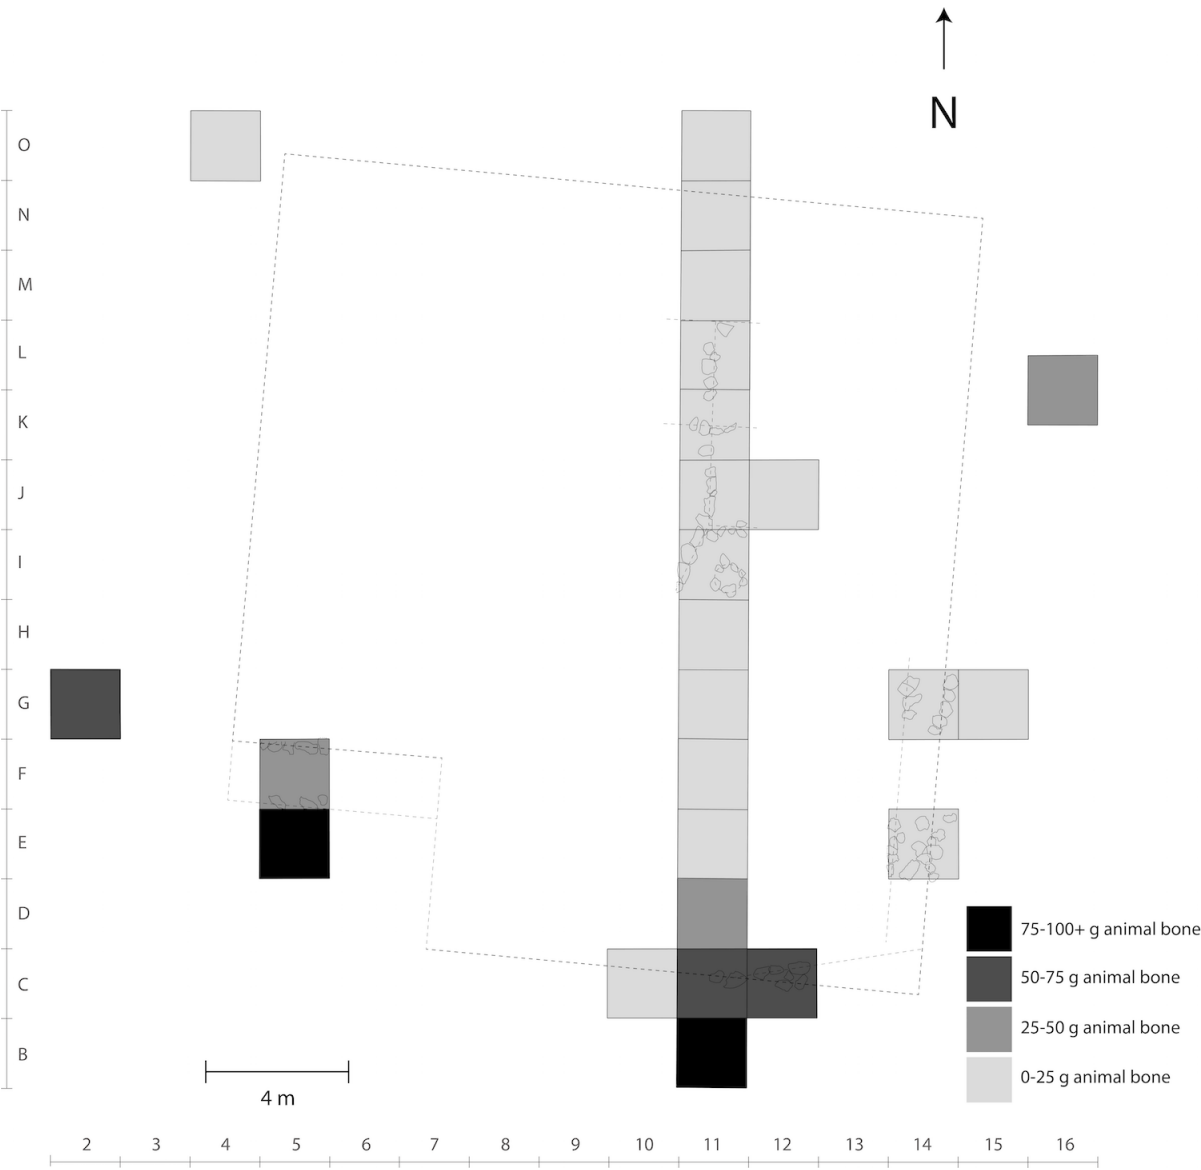 N
O
N
M
L
K
J
I
H
G
F
E
D
C
B
75-100+ g animal bone
50-75 g animal bone
25-50 g animal bone
0-25 g animal bone
4 m
2 3 4 5 6 7 8 9 10 11 12 13 14 15 16